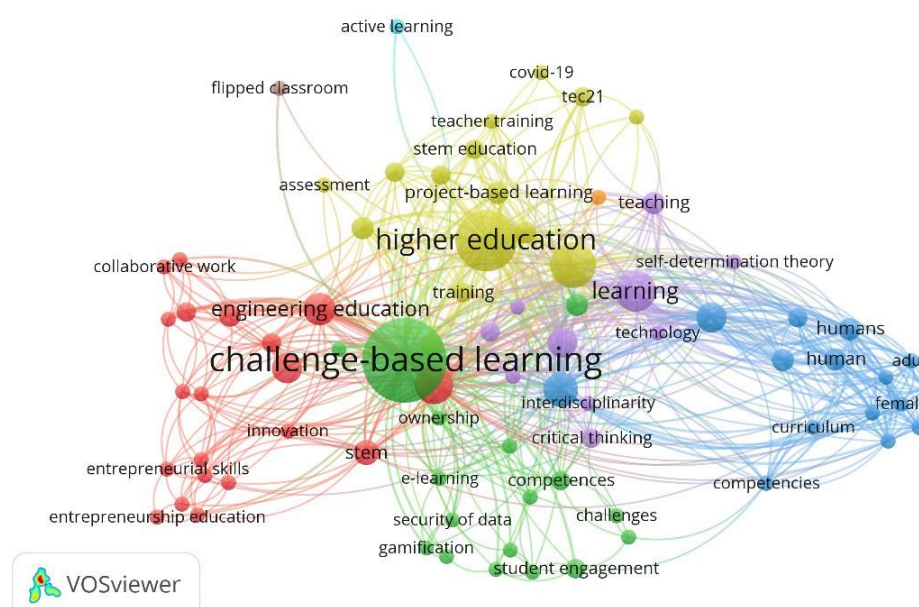 active learning
covid-19
flipped classroom
tec21
teacher training
stem education
assessment
project-based learning
teaching
higher education
self-determination theory
collaborative work
training
learning
engineering education
technology
humans
challenge-based learning
human
adu
interdisciplinarity
femal
ownership
curriculum
innovation
critical thinking
stem
entrepreneurial skills
e-learning
competences
competencies
entrepreneurship education
security of data
challenges
gamification
student engagement
VOSviewer